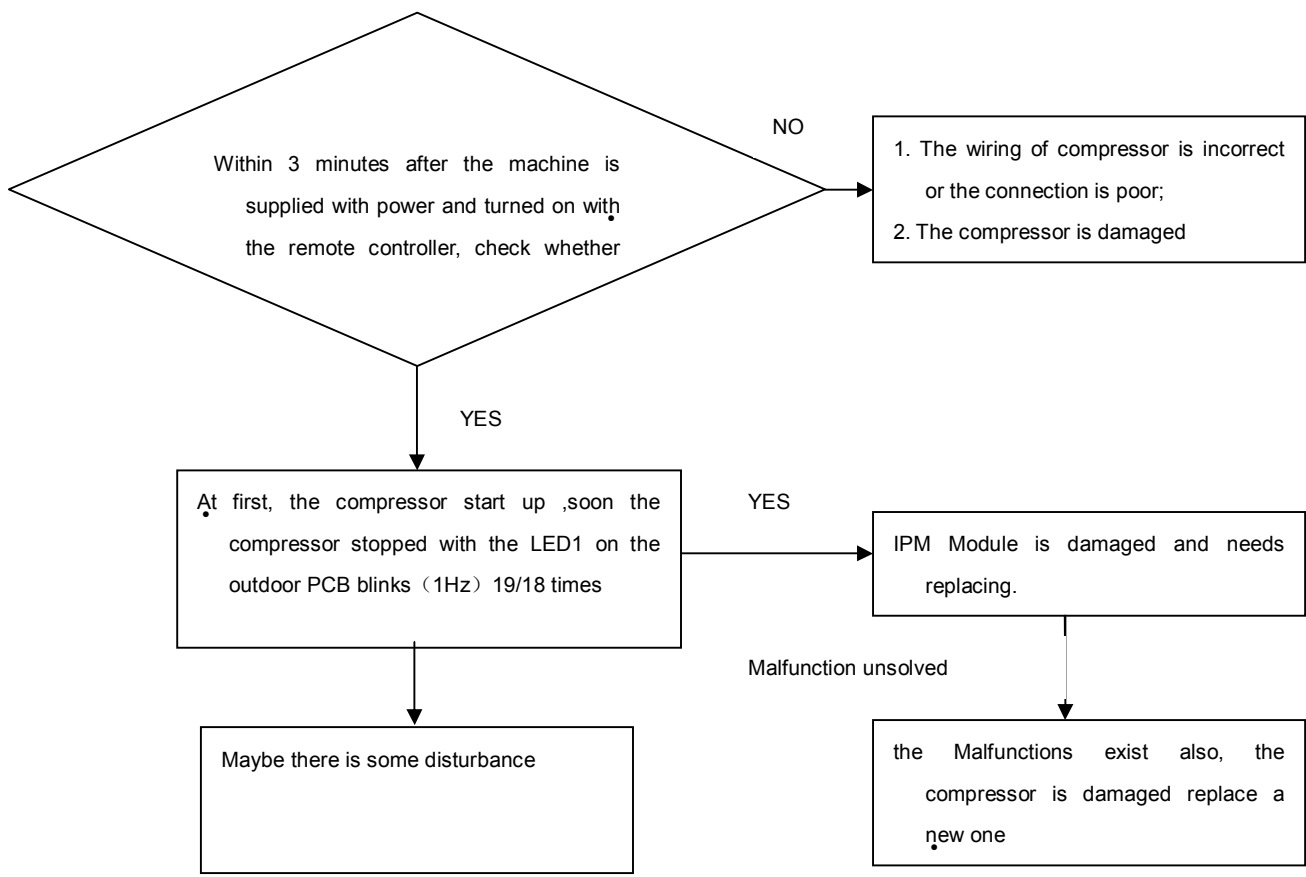 Within 3 minutes after the machine is
supplied with power and turned on with
the remote controller, check whether
NO
1. The wiring of compressor is incorrect
or the connection is poor;
2. The compressor is damaged
YES
At first, the compressor start up ,soon the
compressor stopped with the LED1 on the
outdoor PCB blinks（1Hz）19/18 times
YES
IPM Module is damaged and needs
replacing.
Malfunction unsolved
Maybe there is some disturbance
the Malfunctions exist also, the
compressor is damaged replace a
new one